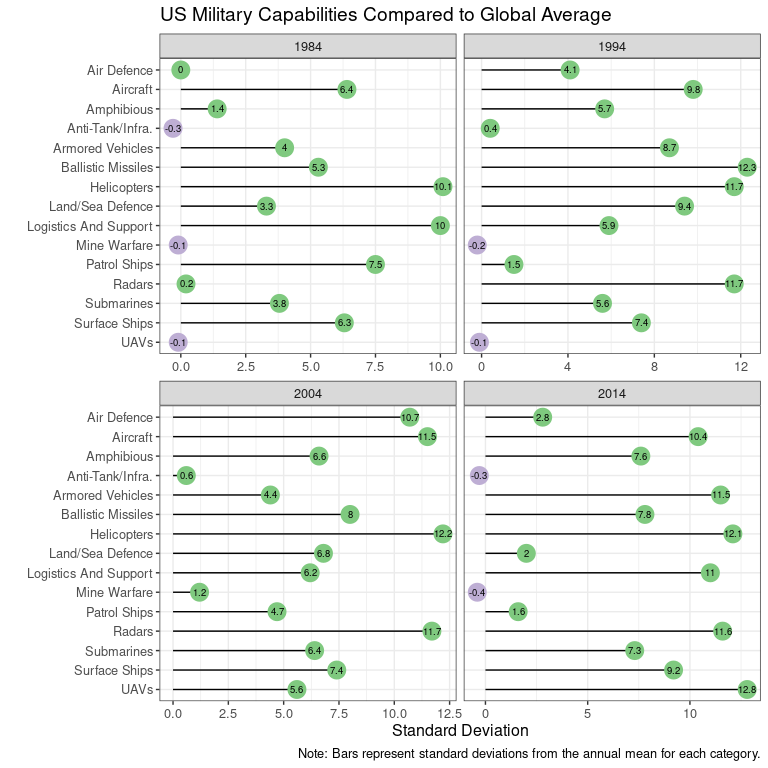 US Military Capabilities Compared to Global Average
1984
1994
Air Defence 0 4.1
Aircraft 6.4 9.8
Amphibious 1.4 5.7
Anti-Tank/Infra. -0.3 0.4
Armored Vehicles 4 8.7
Ballistic Missiles 5.3 12.3
Helicopters 10.1 11.7
Land/Sea Defence 3.3 9.4
Logistics And Support 10 5.9
Mine Warfare -0.1 -0.2
Patrol Ships 7.5 1.5
Radars 0.2 11.7
Submarines 3.8 5.6
Surface Ships 6.3 7.4
UAVs -0.1 -0.1
0.0 2.5 5.0 7.5 10.0 0 4 8 12
2004
2014
Air Defence 10.7 2.8
Aircraft 11.5 10.4
Amphibious 6.6 7.6
Anti-Tank/Infra. 0.6 -0.3
Armored Vehicles 4.4 11.5
Ballistic Missiles 8 7.8
Helicopters 12.2 12.1
Land/Sea Defence 6.8 2
Logistics And Support 6.2 11
Mine Warfare 1.2 -0.4
Patrol Ships 4.7 1.6
Radars 11.7 11.6
Submarines 6.4 7.3
Surface Ships 7.4 9.2
UAVs 5.6 12.8
0.0 2.5 5.0 7.5 10.0 12.5 0 5 10
Standard Deviation
Note: Bars represent standard deviations from the annual mean for each category.